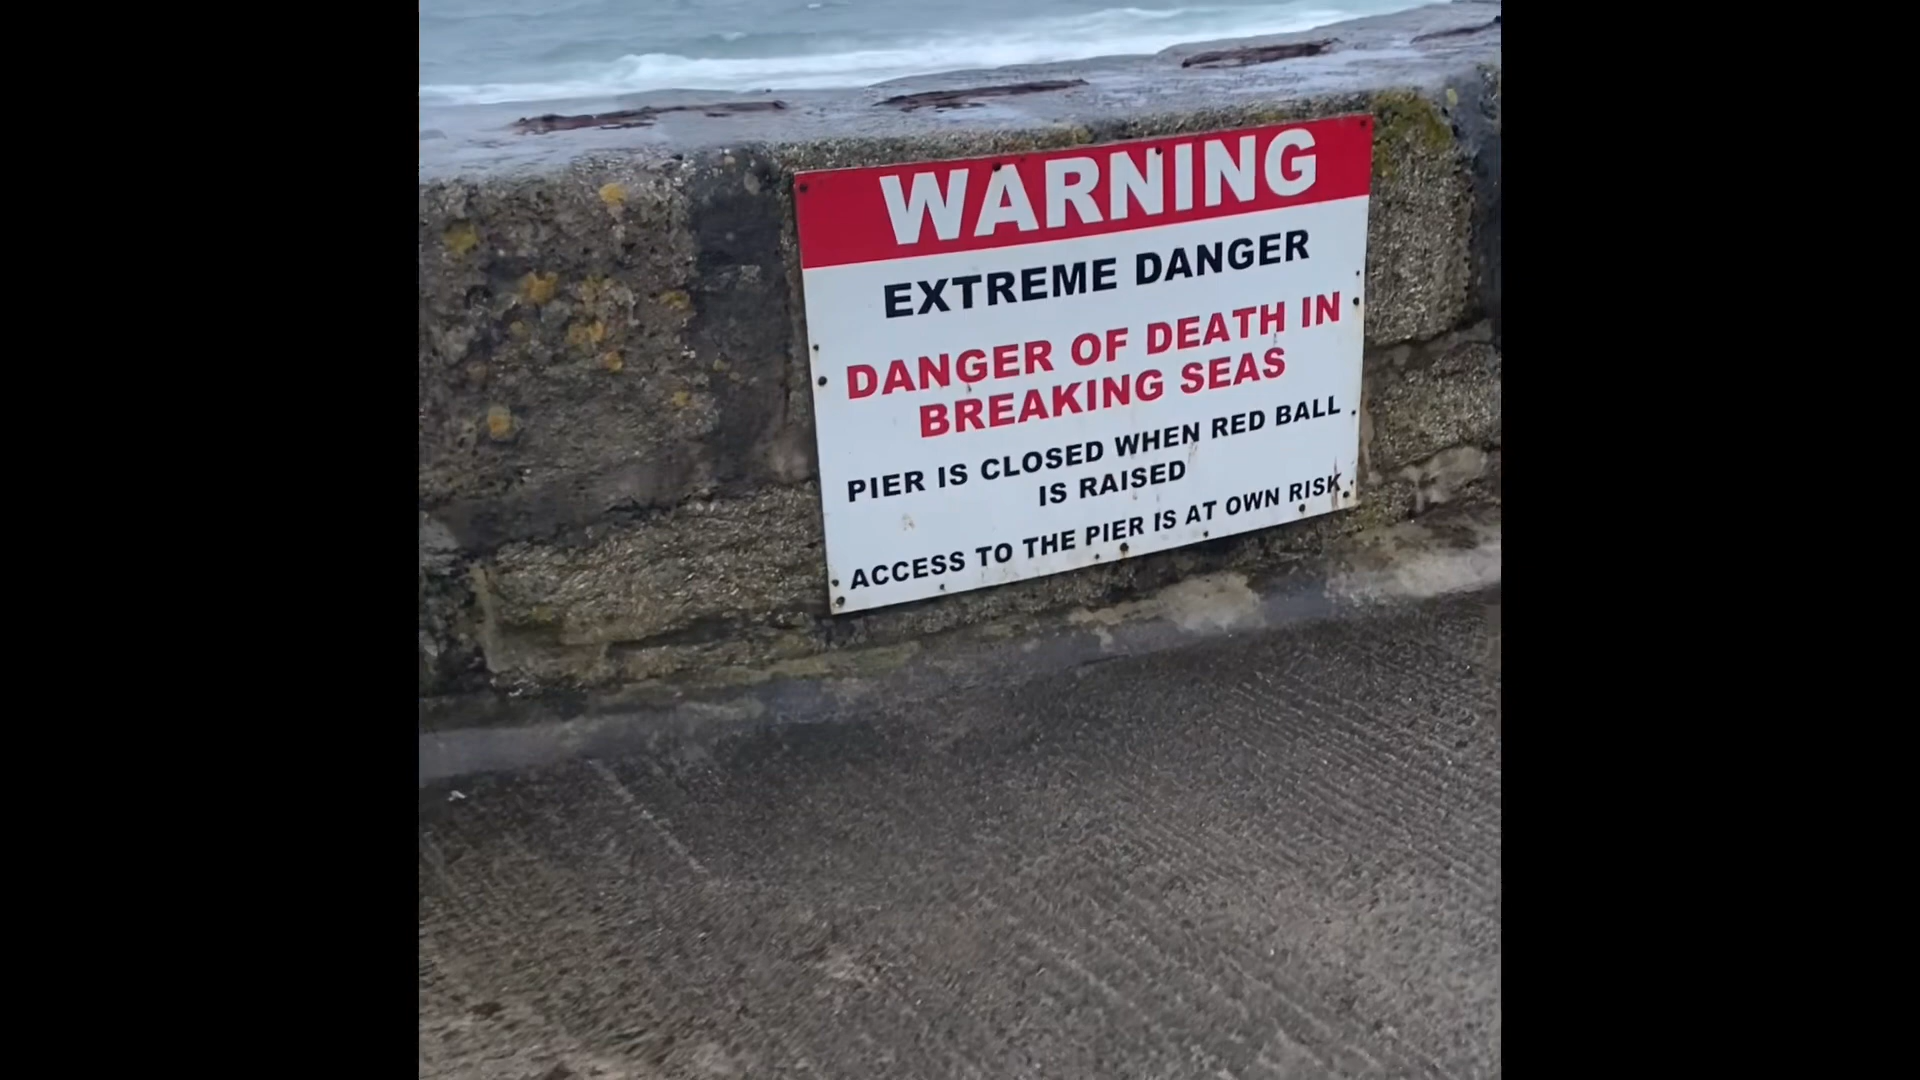 WARNING
EXTREME DANGER
DANGER OF DEATH IN
BREAKING SEAS
PIER IS CLOSED WHEN RED BALL
IS RAISED
ACCESS TO THE PIER IS AT OWN RISK